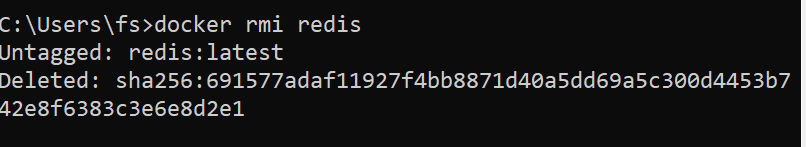 C:\Users\fs>docker rmi redis
Untagged: redis:latest
Deleted: sha256:691577adaf11927f4bb8871d40a5dd69a5c300d4453b7
42e8f6383c3e6e8d2e1